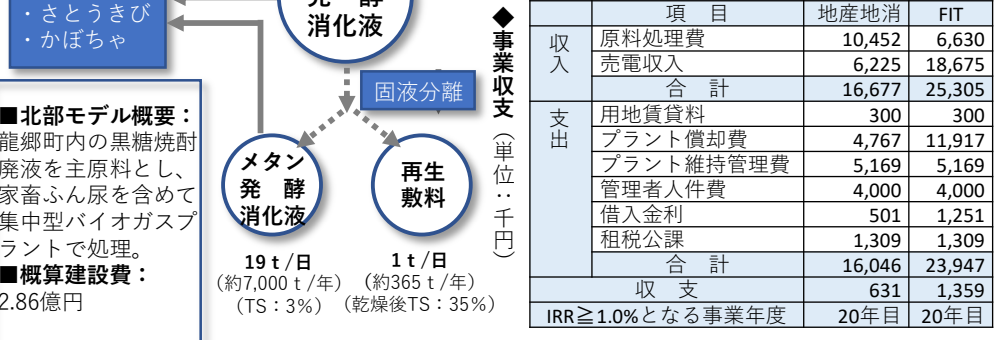 ・さとうきび
・かぼちゃ
発 酵
消化液
固液分離
メタン
発 酵
消化液
再生
敷料
19ｔ/日
(約7,000ｔ/年)
(TS：3%)
1ｔ/日
(約365ｔ/年)
(乾燥後TS：35%)
■北部モデル概要：
龍郷町内の黒糖焼酎
廃液を主原料とし、
家畜ふん尿を含めて
集中型バイオガスプ
ラントで処理。
■概算建設費：
2.86億円
◆事業収支（単位：千円）
項 目 地産地消 FIT
収入
原料処理費 10,452 6,630
売電収入 6,225 18,675
合 計 16,677 25,305
支出
用地賃貸料 300 300
プラント償却費 4,767 11,917
プラント維持管理費 5,169 5,169
管理者人件費 4,000 4,000
借入金利 501 1,251
租税公課 1,309 1,309
合 計 16,046 23,947
収 支 631 1,359
IRR≧1.0%となる事業年度 20年目 20年目